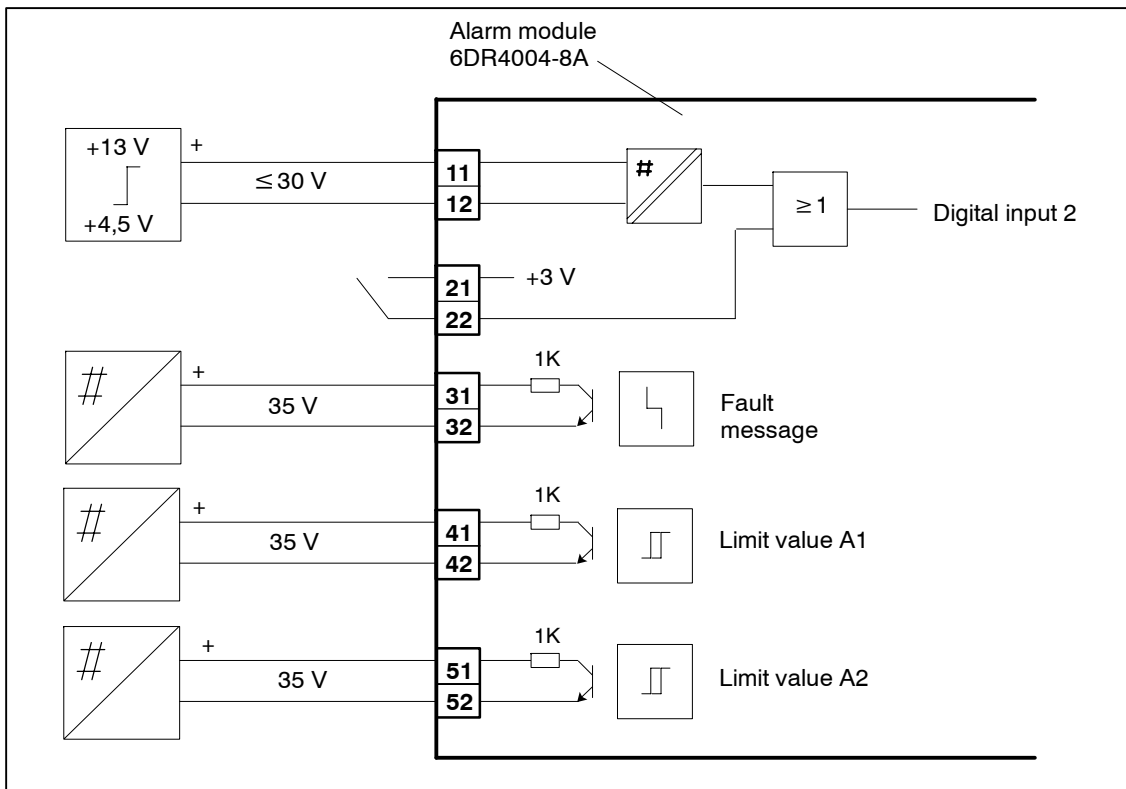 Alarm module
6DR4004-8A
+13 V
+4,5 V
+
≤ 30 V
11
12
#
≥ 1
Digital input 2
21
22
+3 V
#
+
35 V
31
32
1K
Fault
message
#
+
35 V
41
42
1K
Limit value A1
#
+
35 V
51
52
1K
Limit value A2